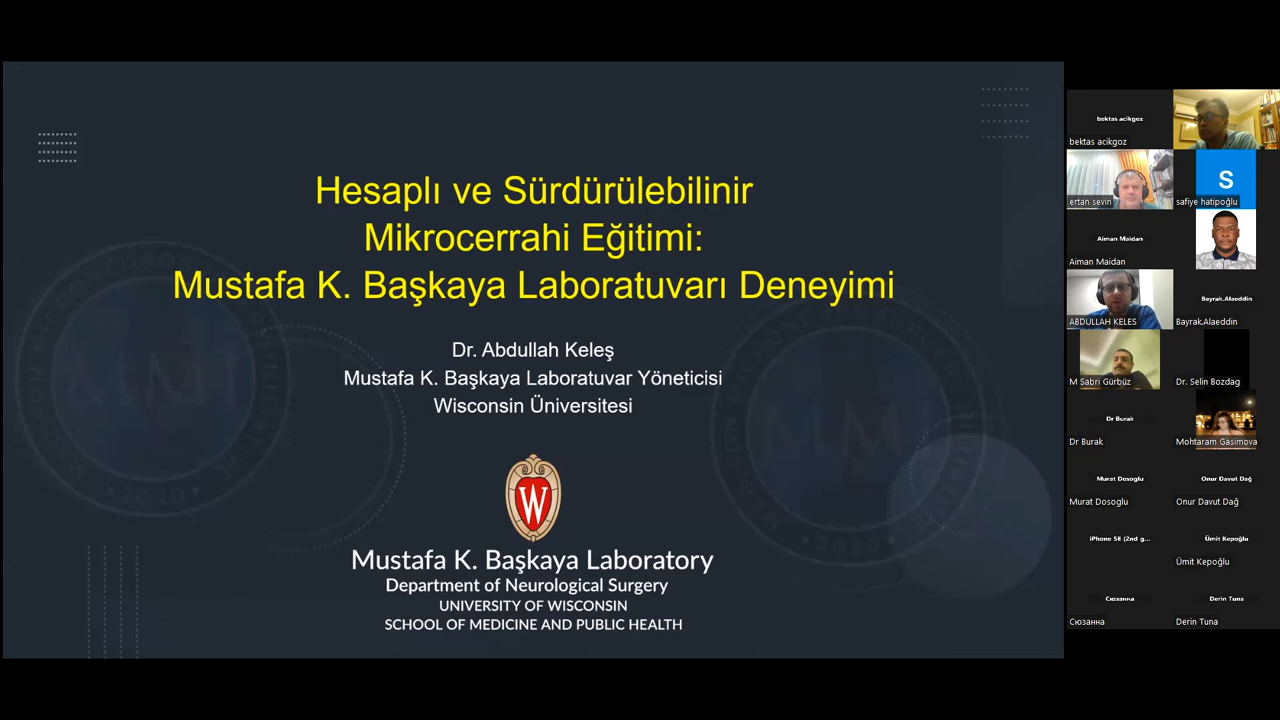 Hesaplı ve Sürdürülebilinir
Mikrocerrahi Eğitimi:
Mustafa K. Başkaya Laboratuvarı Deneyimi
Dr. Abdullah Keleş
Mustafa K. Başkaya Laboratuvar Yöneticisi
Wisconsin Üniversitesi
W
Mustafa K. Başkaya Laboratory
Department of Neurological Surgery
UNIVERSITY OF WISCONSIN
SCHOOL OF MEDICINE AND PUBLIC HEALTH
bektas acikgoz
bektas acikgoz
ertan sevin
S
safiye hatipoğlu
Aiman Maidan
Aiman Maidan
ABDULLAH KELES
Bayrak.Alaeddin
Bayrak.Alaeddin
M Sabri Gürbüz
Dr. Selin Bozdag
Dr Burak
Dr Burak
Mohtaram Gasimova
Murat Dosoglu
Murat Dosoglu
Onur Davut Dağ
Onur Davut Dağ
iPhone SE (2nd g...
Ümit Kepoğlu
Ümit Kepoğlu
Сюзанна
Сюзанна
Derin Tuna
Derin Tuna